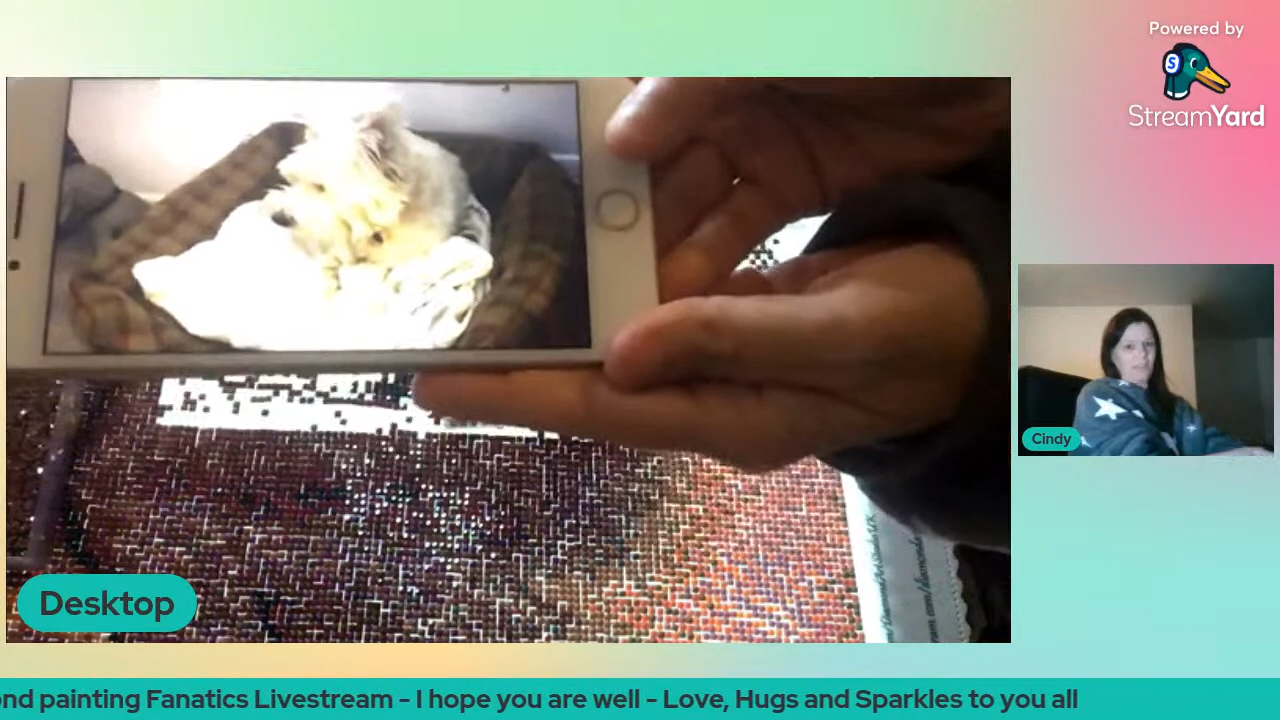 Powered by
S
StreamYard
Cindy
Desktop
nd painting Fanatics Livestream - I hope you are well - Love, Hugs and Sparkles to you all